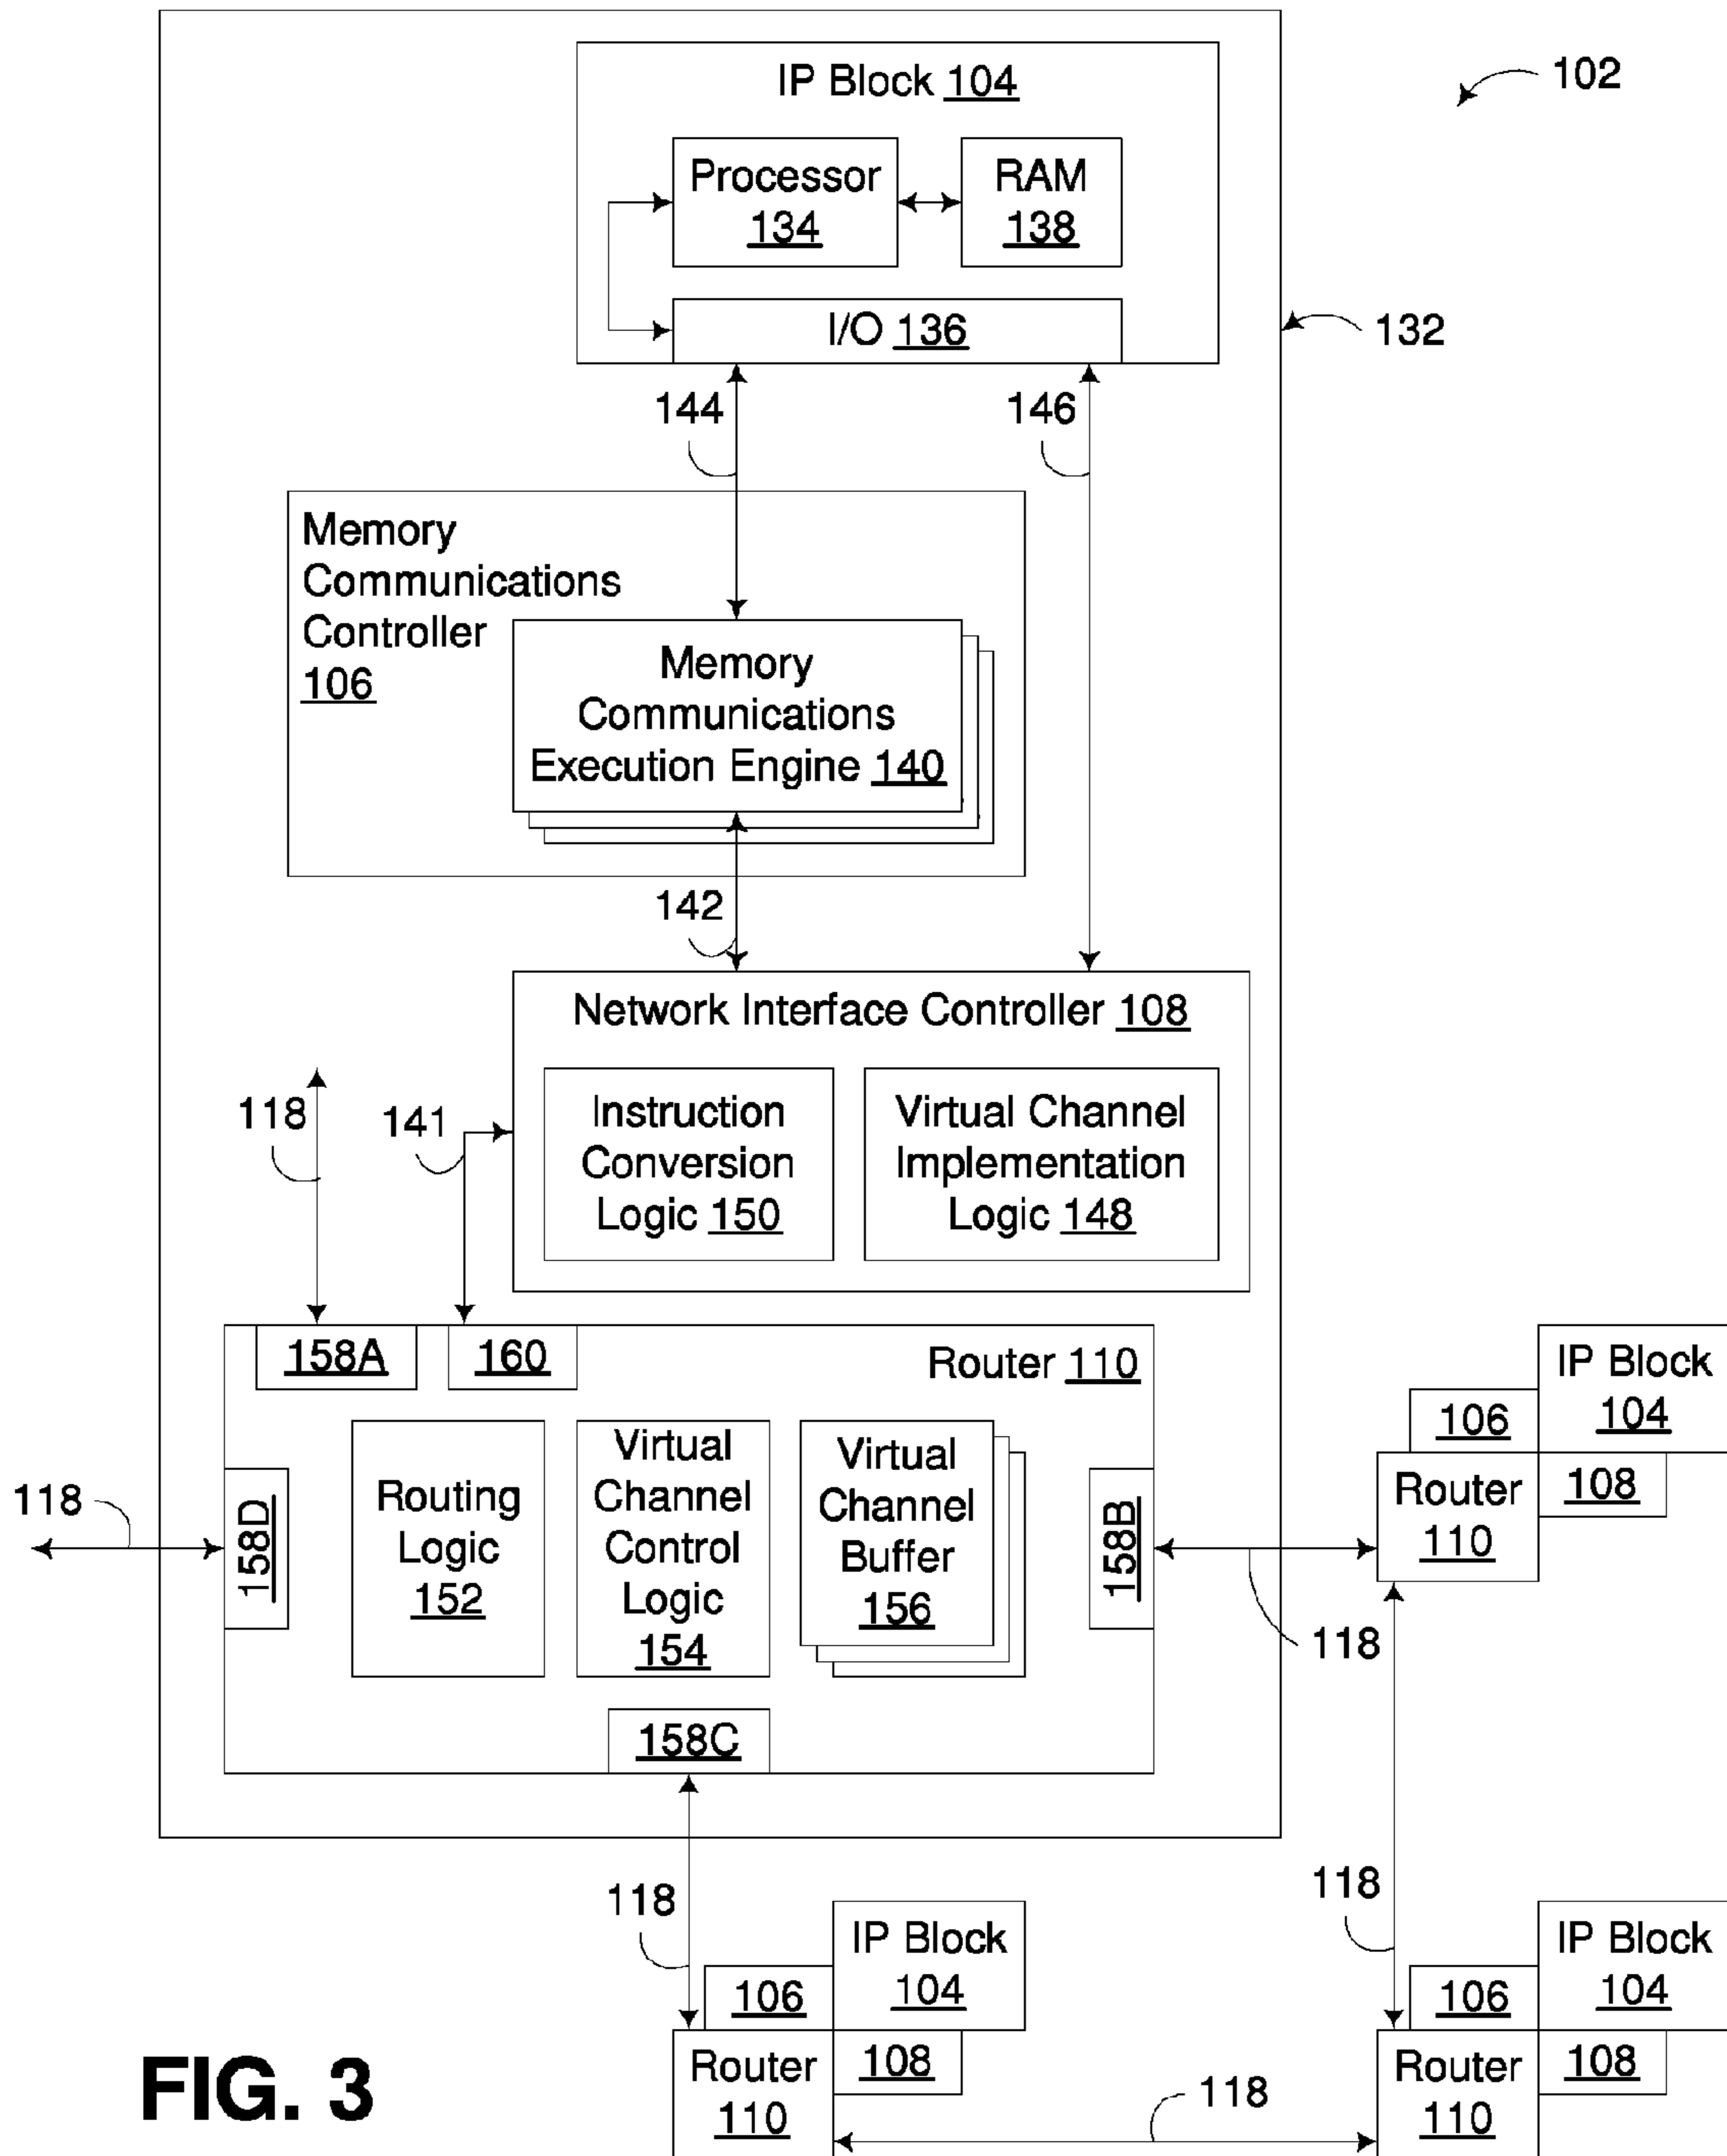 IP Block 104
102
Processor
134
RAM
138
I/O 136
132
144
146
Memory
Communications
Controller
106
Memory
Communications
Execution Engine 140
142
Network Interface Controller 108
118
141
Instruction
Conversion
Logic 150
Virtual Channel
Implementation
Logic 148
158A
160
Router 110
IP Block
104
106
Router
110
108
118
158D
Routing
Logic
152
Virtual
Channel
Control
Logic
154
Virtual
Channel
Buffer
156
158B
118
158C
118
118
IP Block
104
106
Router
110
108
IP Block
104
106
Router
110
108
118
FIG. 3